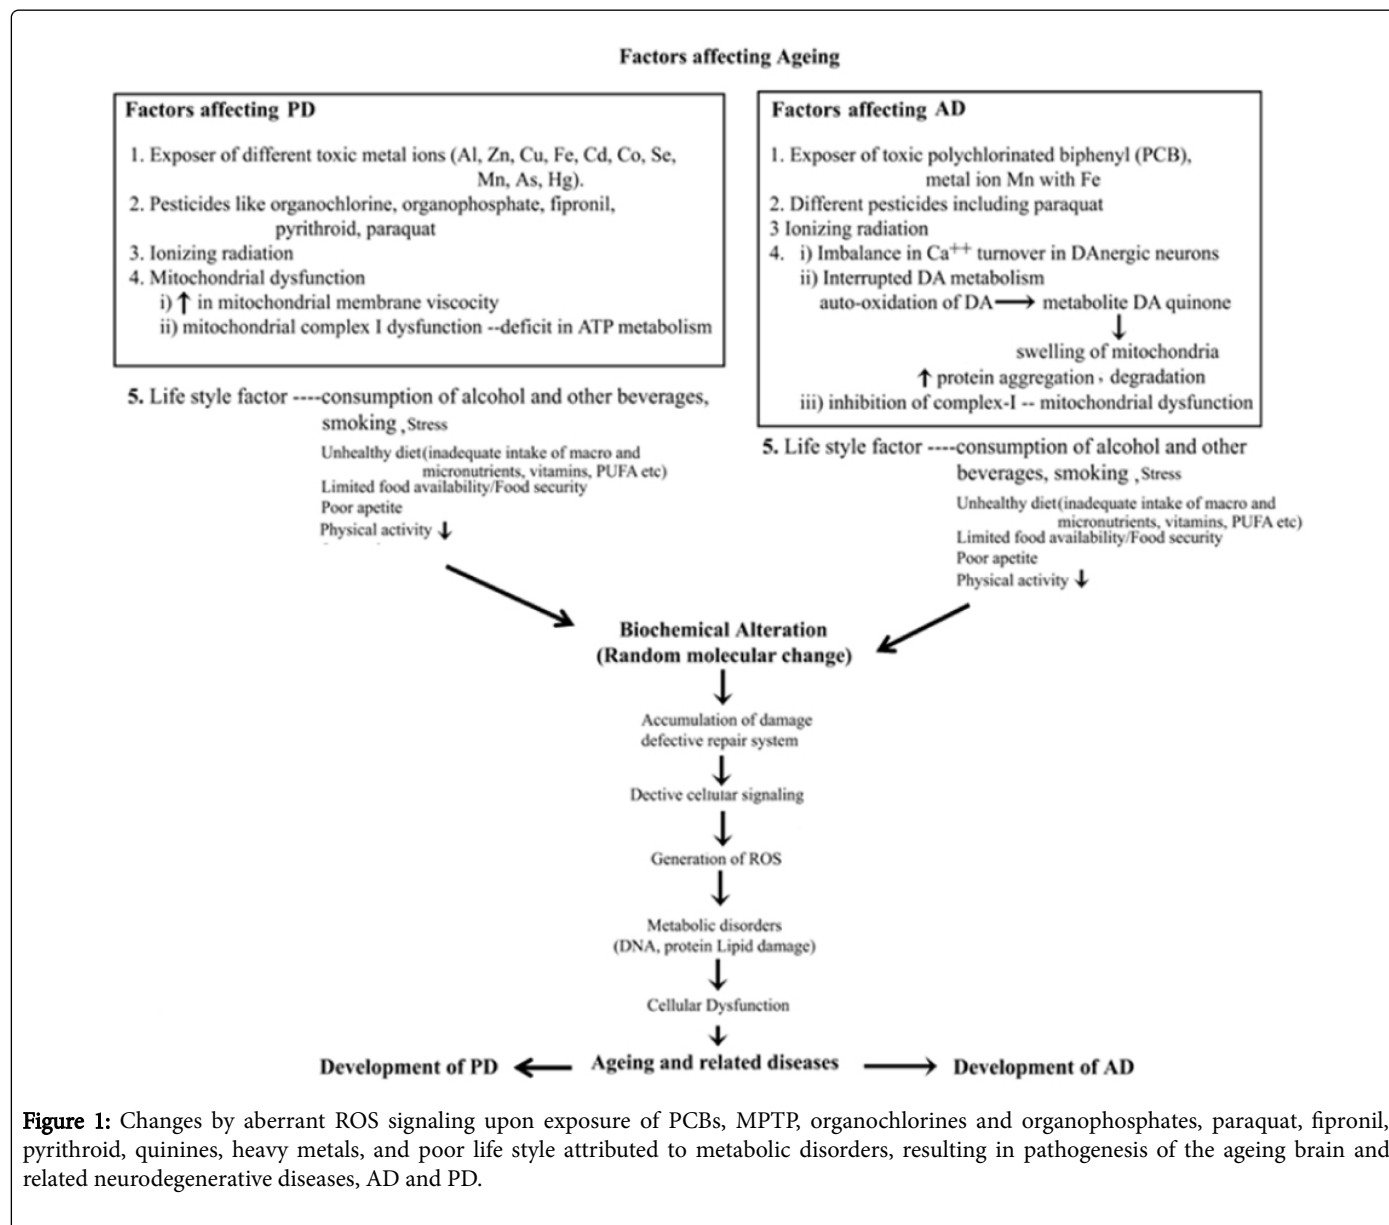 Factors affecting Ageing
Factors affecting PD
1. Exposer of different toxic metal ions (Al, Zn, Cu, Fe, Cd, Co, Se,
Mn, As, Hg).
2. Pesticides like organochlorine, organophosphate, fipronil,
pyrithroid, paraquat
3. Ionizing radiation
4. Mitochondrial dysfunction
i) ↑ in mitochondrial membrane viscocity
ii) mitochondrial complex I dysfunction --deficit in ATP metabolism
5. Life style factor ----consumption of alcohol and other beverages,
smoking ,Stress
Unhealthy diet(inadequate intake of macro and
micronutrients, vitamins, PUFA etc)
Limited food availability/Food security
Poor apetite
Physical activity ↓
Factors affecting AD
1. Exposer of toxic polychlorinated biphenyl (PCB),
metal ion Mn with Fe
2. Different pesticides including paraquat
3 Ionizing radiation
4. i) Imbalance in Ca++ turnover in DAnergic neurons
ii) Interrupted DA metabolism
auto-oxidation of DA → metabolite DA quinone
↓
swelling of mitochondria
↑ protein aggregation , degradation
iii) inhibition of complex-I -- mitochondrial dysfunction
5. Life style factor ----consumption of alcohol and other
beverages, smoking ,Stress
Unhealthy diet(inadequate intake of macro and
micronutrients, vitamins, PUFA etc)
Limited food availability/Food security
Poor apetite
Physical activity ↓
Biochemical Alteration
(Random molecular change)
Accumulation of damage
defective repair system
Dective cellular signaling
Generation of ROS
Metabolic disorders
(DNA, protein Lipid damage)
Cellular Dysfunction
Development of PD ← Ageing and related diseases → Development of AD
Figure 1: Changes by aberrant ROS signaling upon exposure of PCBs, MPTP, organochlorines and organophosphates, paraquat, fipronil,
pyrithroid, quinines, heavy metals, and poor life style attributed to metabolic disorders, resulting in pathogenesis of the ageing brain and
related neurodegenerative diseases, AD and PD.